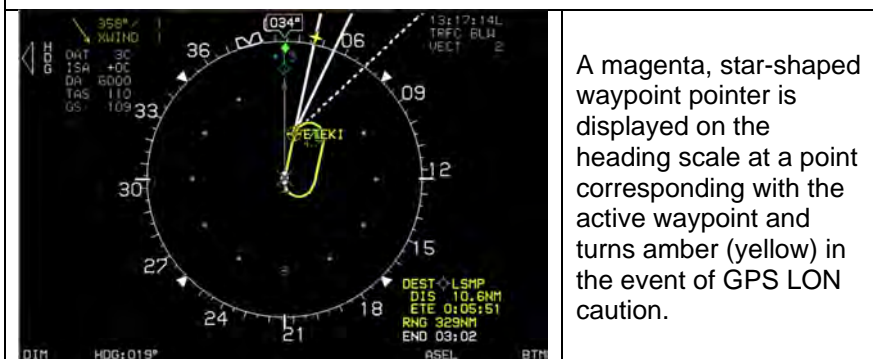 358°/ 1
XWIND 1
OAT 3C
ISA +0C
DA 6000
TAS 110
GS 109
HDG
034°
13:17:14L
TRFC BLW
VECT 2
36
06
33
09
30
12
27
15
24
18
21
ETEKI
DEST LSMP
DIS 10.6NM
ETE 0:05:51
RNG 329NM
END 03:02
DIM HDG:019° ASEL BTM
A magenta, star-shaped
waypoint pointer is
displayed on the
heading scale at a point
corresponding with the
active waypoint and
turns amber (yellow) in
the event of GPS LON
caution.